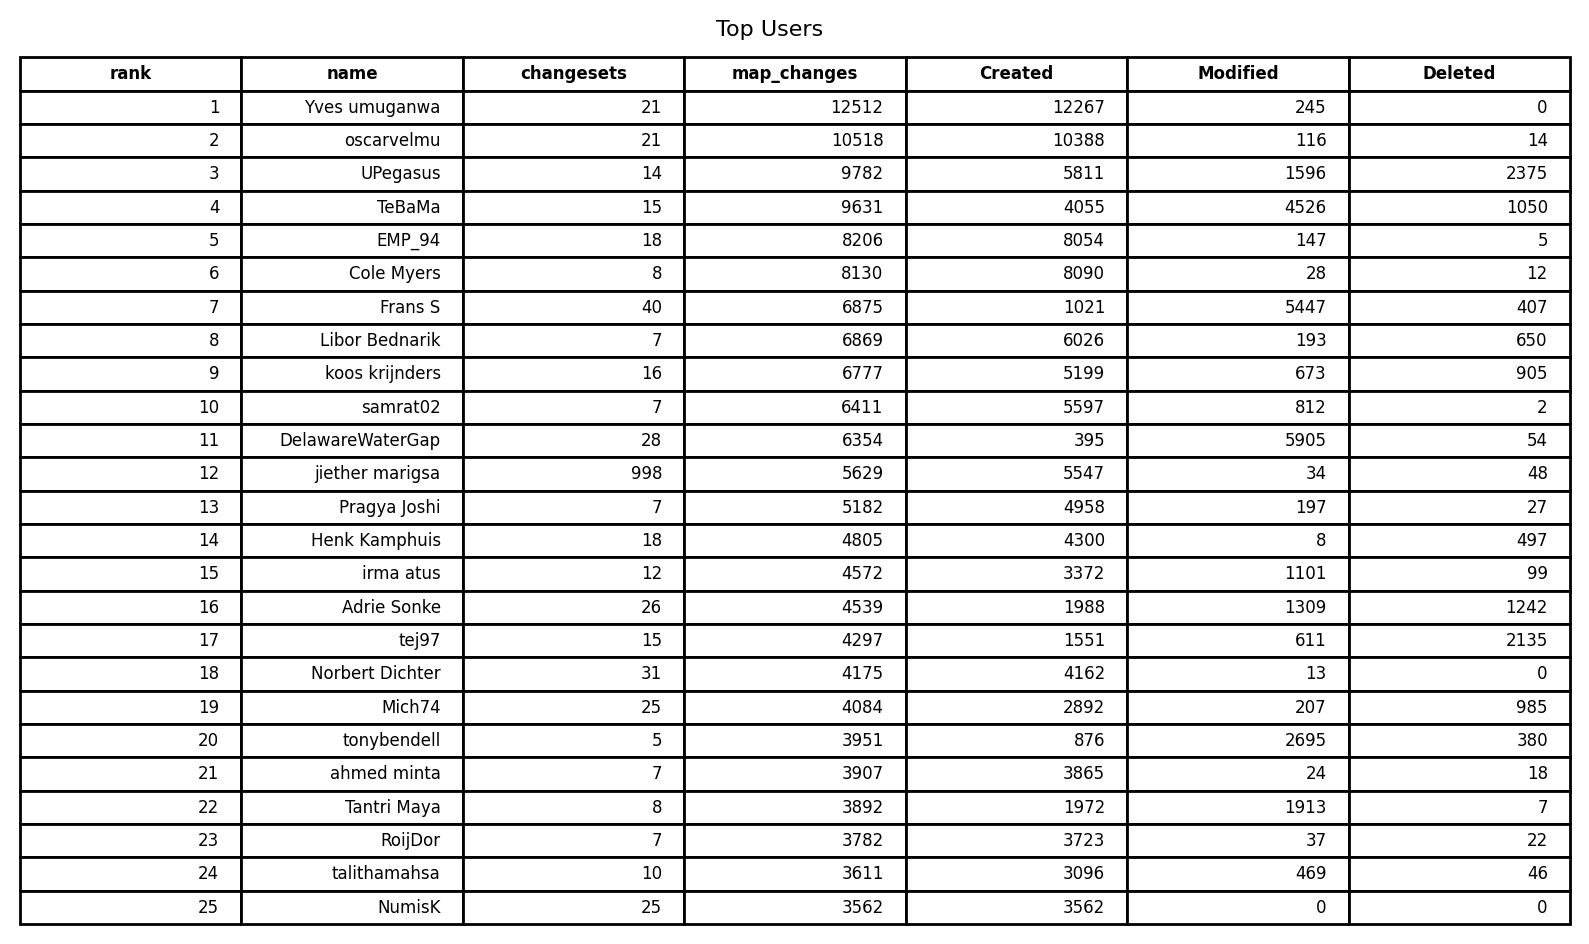 Top Users
rank name changesets map_changes Created Modified Deleted
1 Yves umuganwa 21 12512 12267 245 0
2 oscarvelmu 21 10518 10388 116 14
3 UPegasus 14 9782 5811 1596 2375
4 TeBaMa 15 9631 4055 4526 1050
5 EMP_94 18 8206 8054 147 5
6 Cole Myers 8 8130 8090 28 12
7 Frans S 40 6875 1021 5447 407
8 Libor Bednarik 7 6869 6026 193 650
9 koos krijnders 16 6777 5199 673 905
10 samrat02 7 6411 5597 812 2
11 DelawareWaterGap 28 6354 395 5905 54
12 jiether marigsa 998 5629 5547 34 48
13 Pragya Joshi 7 5182 4958 197 27
14 Henk Kamphuis 18 4805 4300 8 497
15 irma atus 12 4572 3372 1101 99
16 Adrie Sonke 26 4539 1988 1309 1242
17 tej97 15 4297 1551 611 2135
18 Norbert Dichter 31 4175 4162 13 0
19 Mich74 25 4084 2892 207 985
20 tonybendell 5 3951 876 2695 380
21 ahmed minta 7 3907 3865 24 18
22 Tantri Maya 8 3892 1972 1913 7
23 RoijDor 7 3782 3723 37 22
24 talithamahsa 10 3611 3096 469 46
25 NumisK 25 3562 3562 0 0